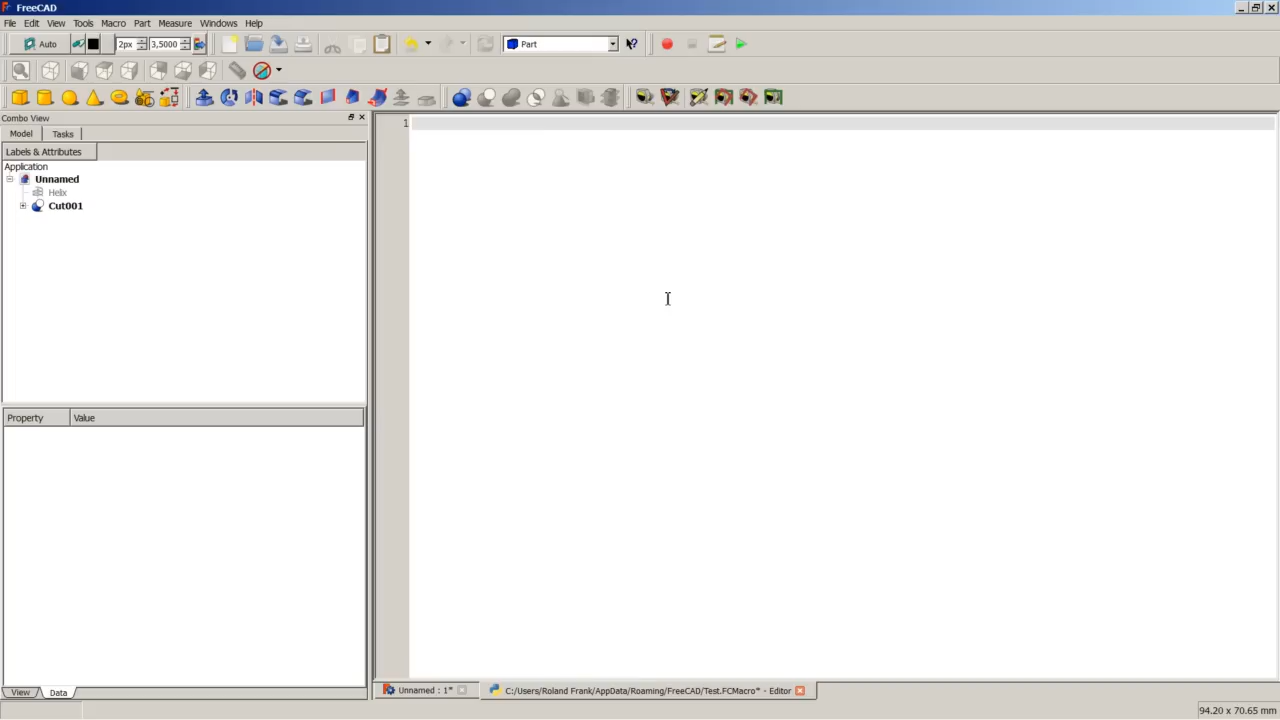 FreeCAD
File Edit View Tools Macro Part Measure Windows Help
Auto 2px 3,5000 Part
Combo View
Model Tasks
Labels & Attributes
Application
Unnamed
Helix
Cut001
1
Property Value
View Data
Unnamed : 1* C:/Users/Roland Frank/AppData/Roaming/FreeCAD/Test.FCMacro* - Editor
94.20 x 70.65 mm